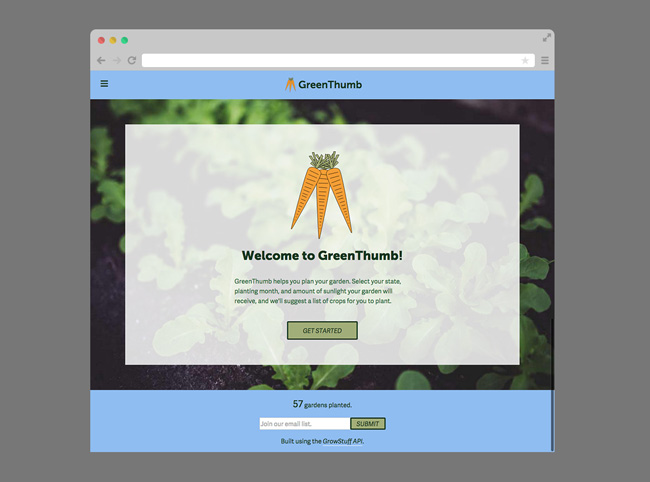 GreenThumb
Welcome to GreenThumb!
GreenThumb helps you plan your garden. Select your state,
planting month, and amount of sunlight your garden will
receive, and we'll suggest a list of crops for you to plant.
GET STARTED
57 gardens planted.
Join our email list.
SUBMIT
Built using the GrowStuff API.